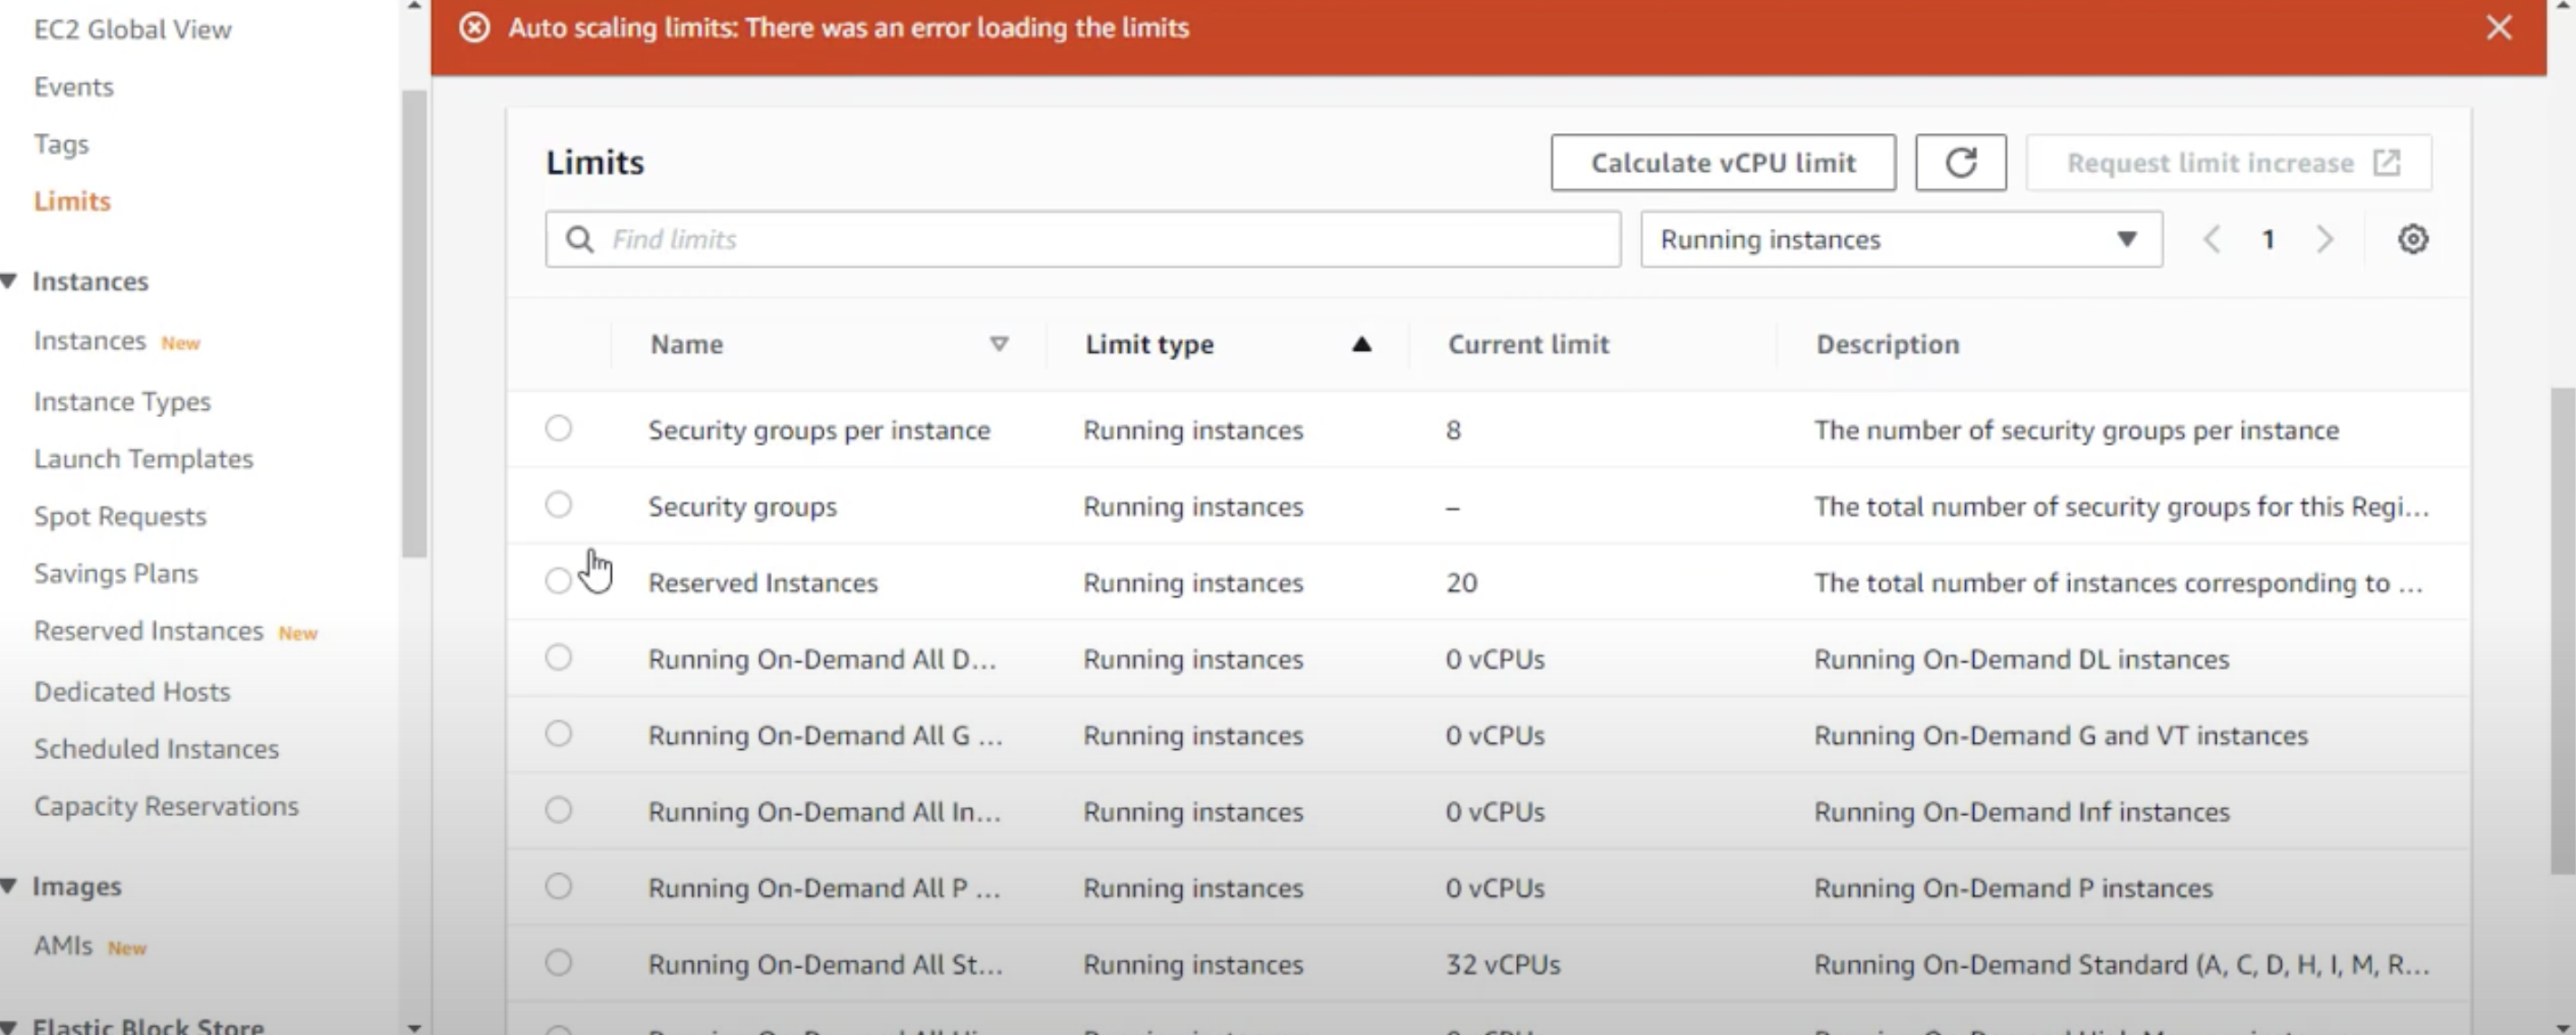 EC2 Global View
Events
Tags
Limits
Instances
Instances New
Instance Types
Launch Templates
Spot Requests
Savings Plans
Reserved Instances New
Dedicated Hosts
Scheduled Instances
Capacity Reservations
Images
AMIs New
Elastic Block Store
Auto scaling limits: There was an error loading the limits
Limits
Calculate vCPU limit
Request limit increase
Find limits
Running instances
1
Name Limit type Current limit Description
Security groups per instance Running instances 8 The number of security groups per instance
Security groups Running instances – The total number of security groups for this Regi...
Reserved Instances Running instances 20 The total number of instances corresponding to ...
Running On-Demand All D... Running instances 0 vCPUs Running On-Demand DL instances
Running On-Demand All G ... Running instances 0 vCPUs Running On-Demand G and VT instances
Running On-Demand All In... Running instances 0 vCPUs Running On-Demand Inf instances
Running On-Demand All P ... Running instances 0 vCPUs Running On-Demand P instances
Running On-Demand All St... Running instances 32 vCPUs Running On-Demand Standard (A, C, D, H, I, M, R...